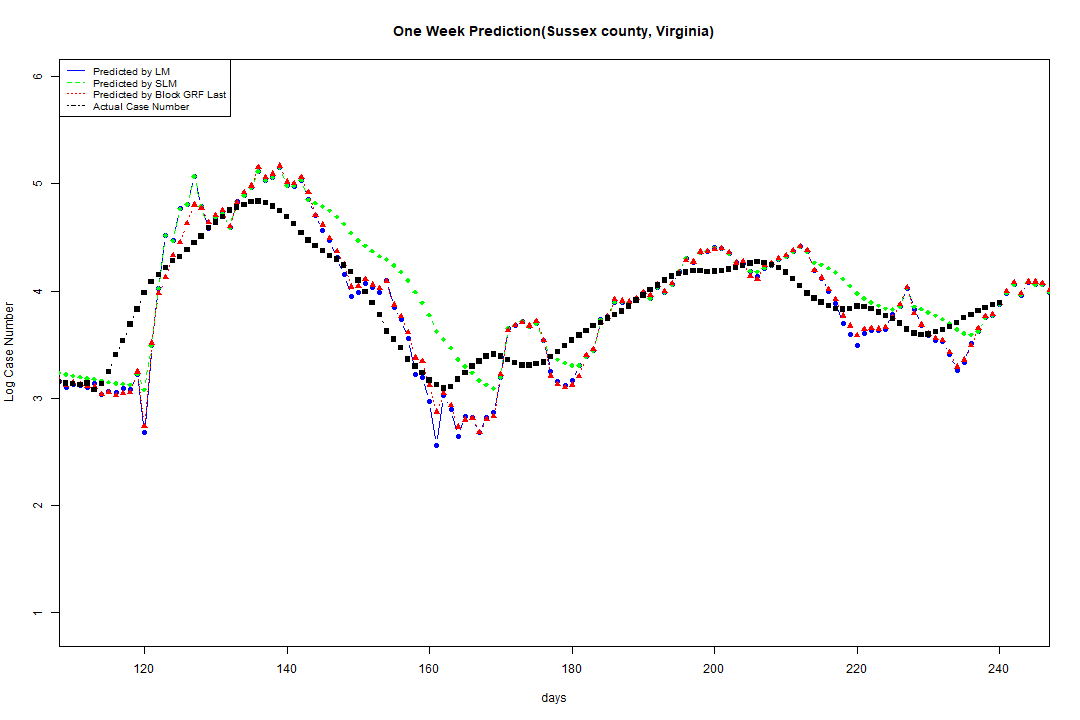 One Week Prediction(Sussex county, Virginia)
Predicted by LM
Predicted by SLM
Predicted by Block GRF Last
Actual Case Number
6
5
4
3
2
1
Log Case Number
120 140 160 180 200 220 240
days